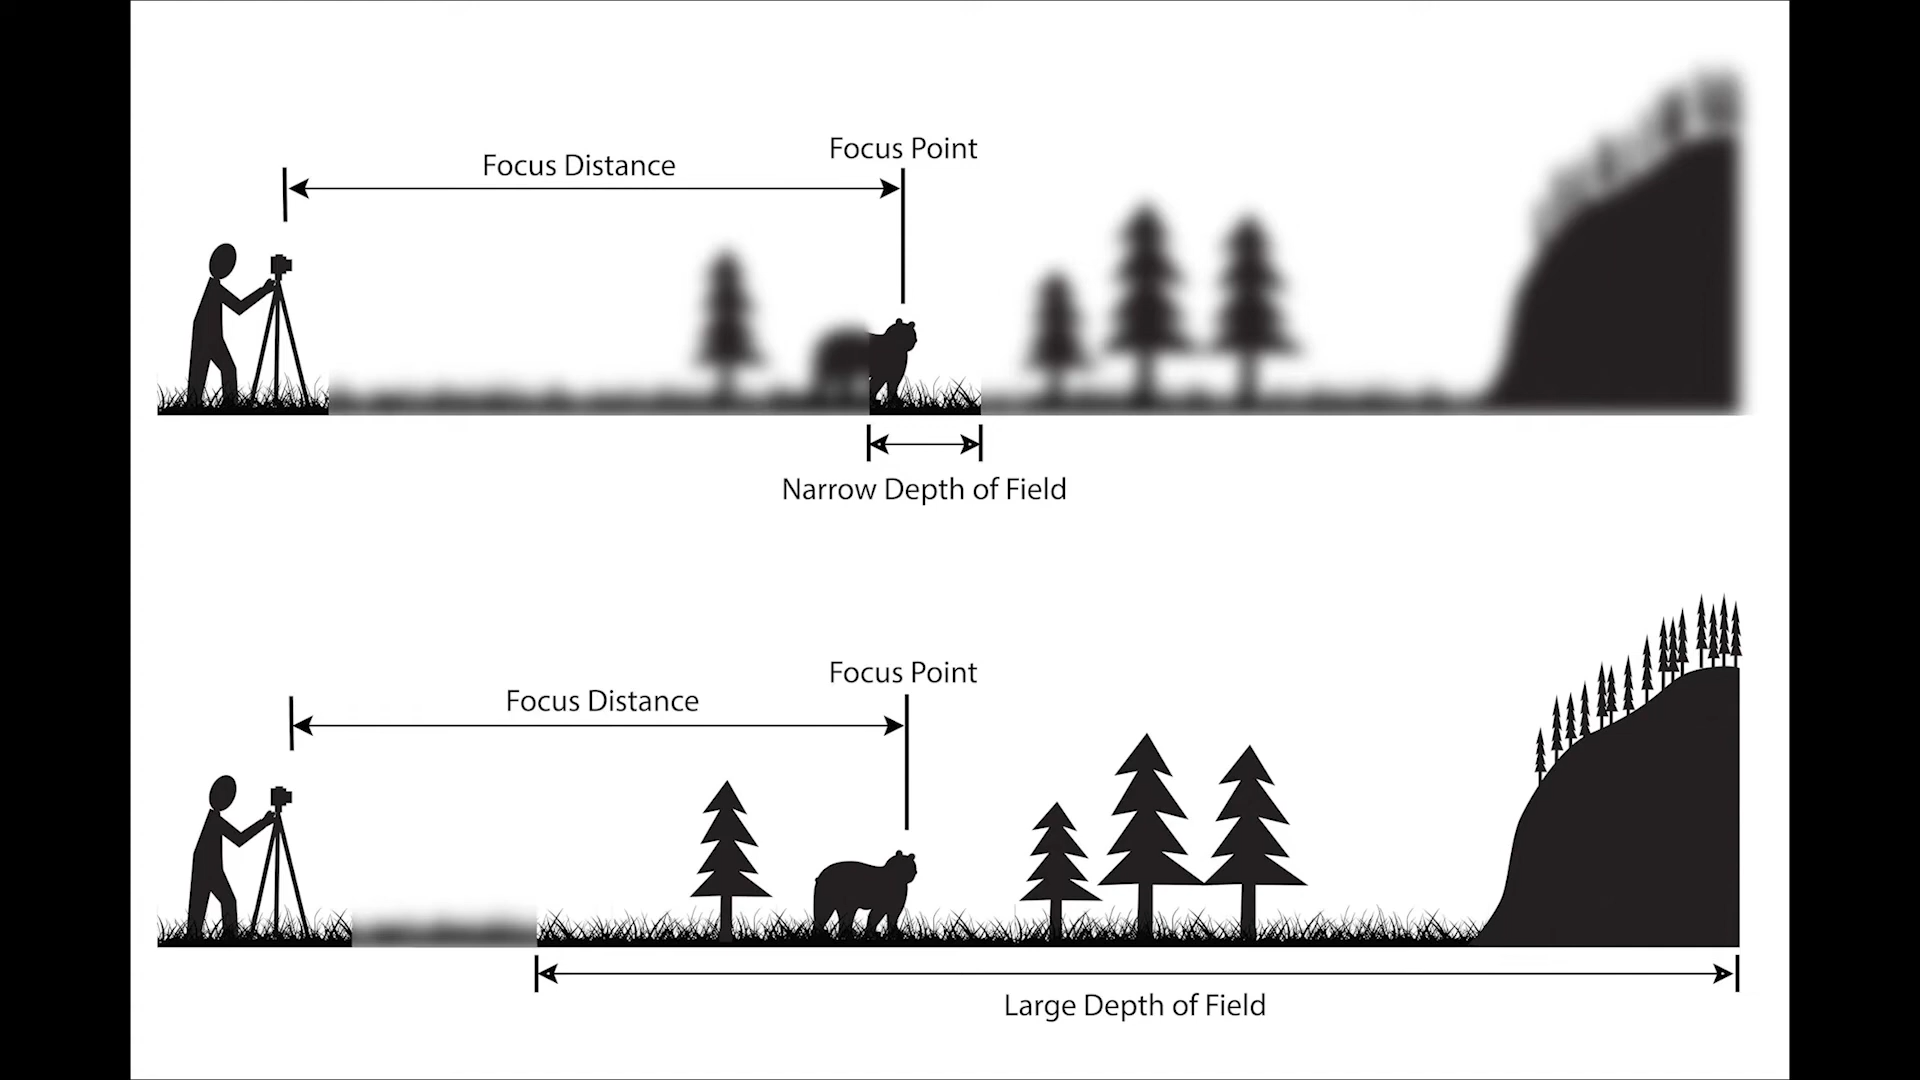 Focus Point
Focus Distance
Narrow Depth of Field
Focus Point
Focus Distance
Large Depth of Field